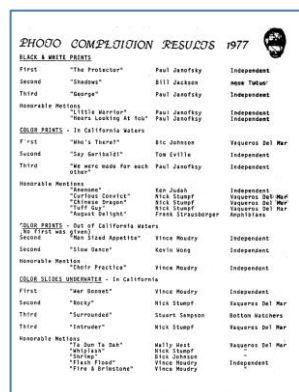 PHOTO COMPETITION RESULTS 1977
BLACK & WHITE PRINTS
First "The Protector" Paul Janofsky Independent
Second "Shadows" Bill Jackson
Third "George" Paul Janofsky Independent
Honorable Metions
"Little Warrior" Paul Janofsky Independent
"Hears Looking At You" Paul Janofsky Independent
COLOR PRINTS - In California Waters
First "Who's There?" Dic Johnson Vaqueros Del Mar
Second "Say Garibaldi" Tom Eville Independent
Third "We were made for each Paul Janofsky Independent
other"
Honorable Mentions
"Anemone" Ken Judah Independent
"Curious Convict" Nick Stumpf Vaqueros Del Mar
"Chinese Dragon" Nick Stumpf Vaqueros Del Mar
"Tuff Guy" Nick Stumpf Vaqueros Del Mar
"August Delight" Frank Strausberger Amphibians
COLOR PRINTS - Out of California Waters
(No first was given)
Second "Man Sized Appetite" Vince Moudry Independent
Second "Slow Dance" Kevin Wong Independent
Honorable Mention
"Choir Practice" Vince Moudry Independent
COLOR SLIDES UNDERWATER - In California
First "War Bonnet" Vince Moudry Independent
Second "Rocky" Nick Stumpf Vaqueros Del Mar
Third "Surrounded" Stuart Sampson Bottom Watchers
Third "Intruder" Nick Stumpf Vaqueros Del Mar
Honorable Metions
"Ta Dum Ta Dah" Wally West Vaqueros Del Mar
"Whiplash" Nick Stumpf "
"Shrimp" Dick Johnson "
"Flash Flood" Vince Moudry Independent
"Fire & Brimstone" Vince Moudry "